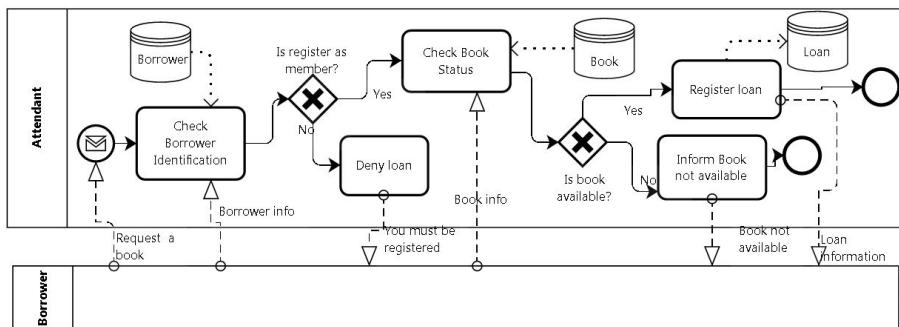 Attendant
Borrower
Is register as
member?
Check Book
Status
Book
Loan
Yes
Register loan
Yes
Check
Borrower
Identification
No
Deny loan
Is book
available?
No
Inform Book
not available
Borrower info
Book info
Request a
book
You must be
registered
Book not
available
Loan
information
Borrower